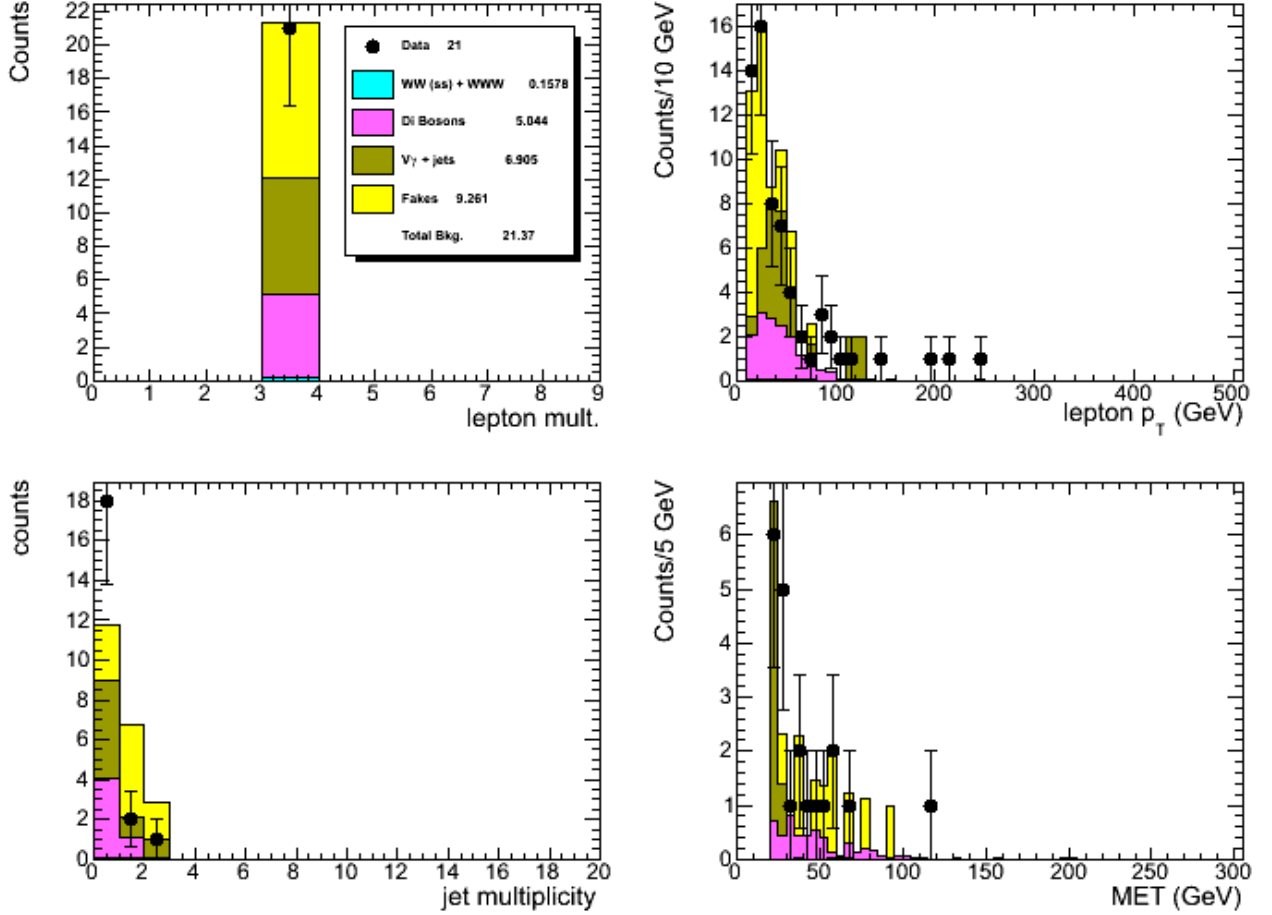 Counts
22
20
18
16
14
12
10
8
6
4
2
0
Data 21
WW (ss) + WWW 0.1578
Di Bosons 5.044
Vγ + jets 6.905
Fakes 9.261
Total Bkg. 21.37
0 1 2 3 4 5 6 7 8 9
lepton mult.
Counts/10 GeV
16
14
12
10
8
6
4
2
0
0 100 200 300 400 500
lepton p_T (GeV)
counts
18
16
14
12
10
8
6
4
2
0
0 2 4 6 8 10 12 14 16 18 20
jet multiplicity
Counts/5 GeV
6
5
4
3
2
1
0
0 50 100 150 200 250 300
MET (GeV)